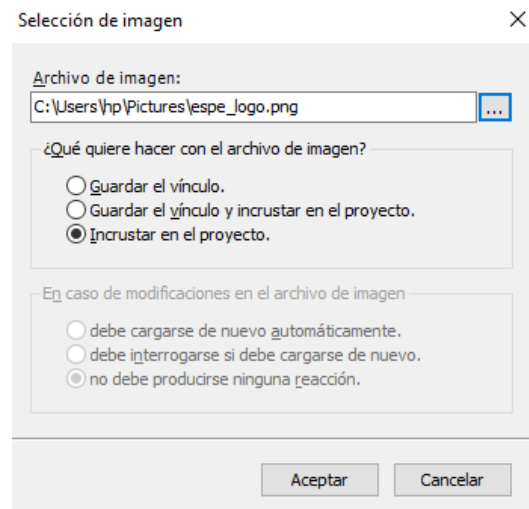 Selección de imagen
Archivo de imagen:
C:\Users\hp\Pictures\espe_logo.png
...
¿Qué quiere hacer con el archivo de imagen?
Guardar el vínculo.
Guardar el vínculo y incrustar en el proyecto.
Incrustar en el proyecto.
En caso de modificaciones en el archivo de imagen
debe cargarse de nuevo automáticamente.
debe interrogarse si debe cargarse de nuevo.
no debe producirse ninguna reacción.
Aceptar Cancelar